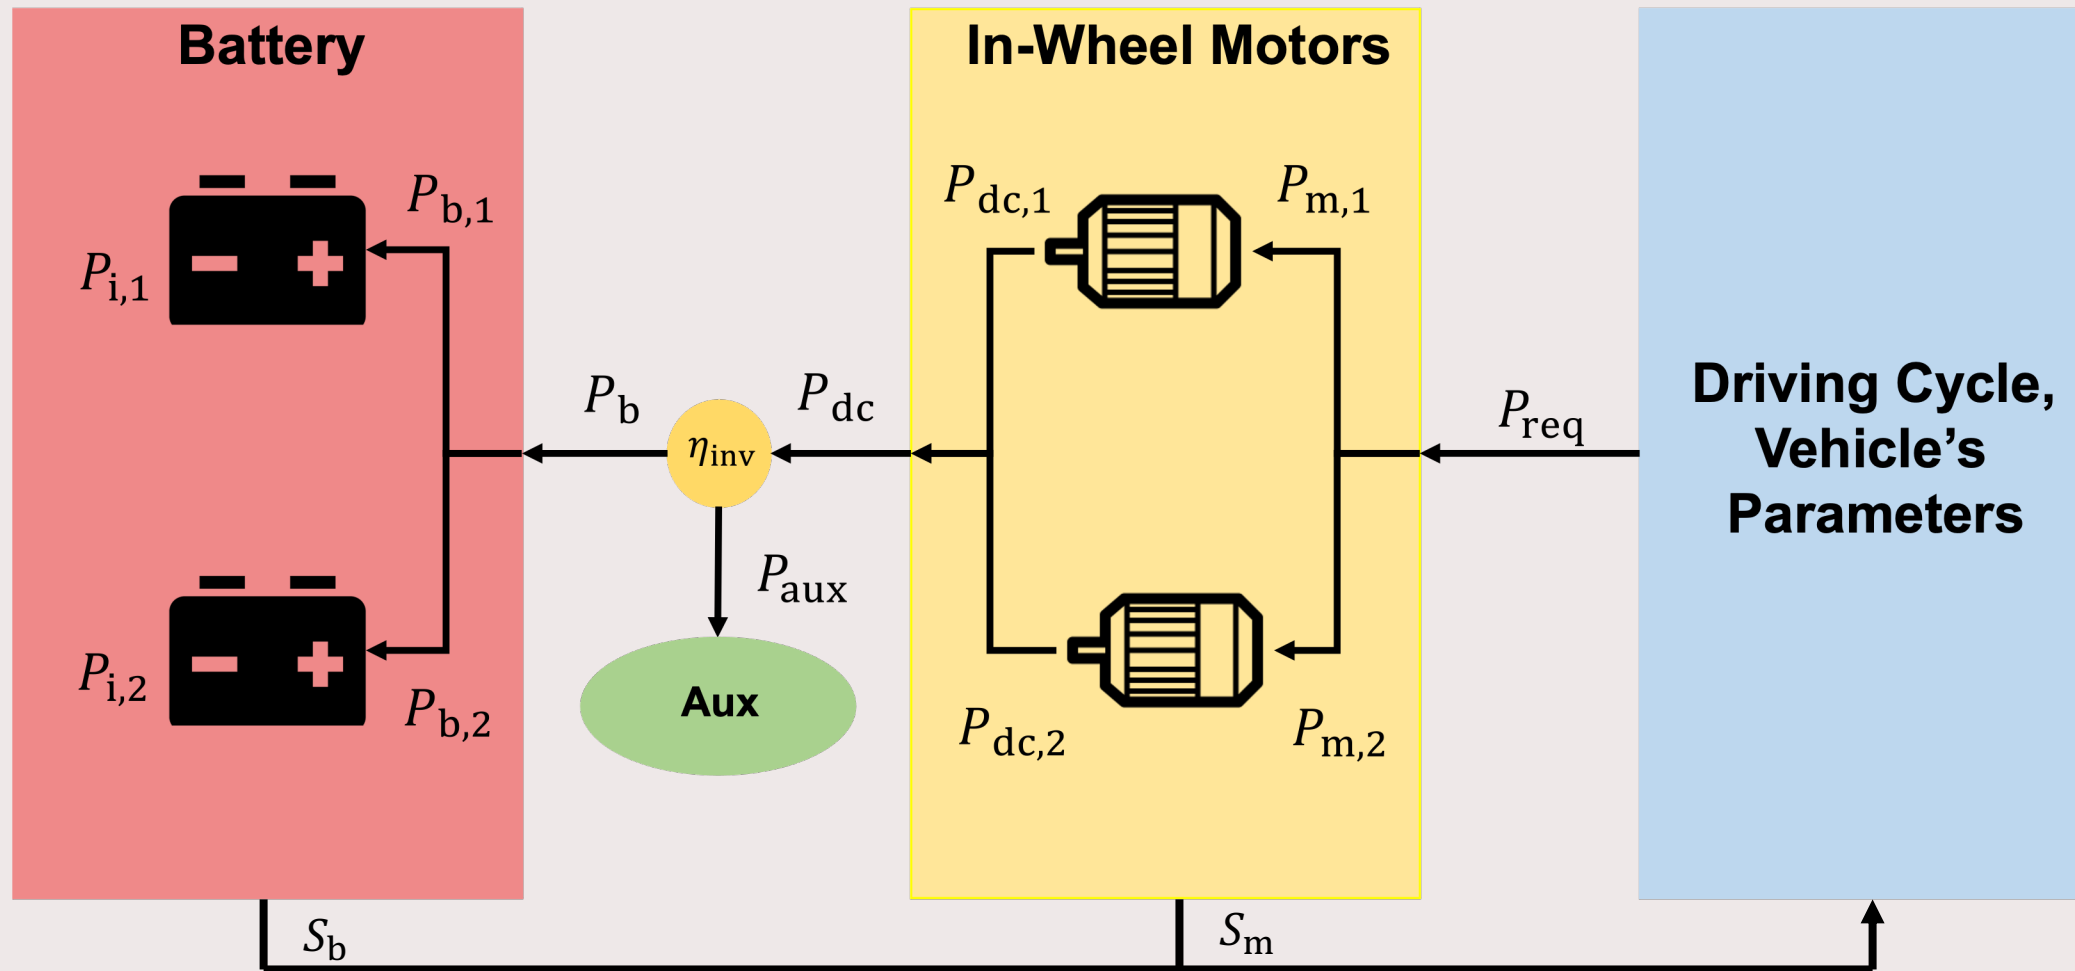 Battery
In-Wheel Motors
P_b,1
P_i,1
P_dc,1
P_m,1
P_b
η_inv
P_dc
P_req
Driving Cycle,
Vehicle’s
Parameters
P_aux
Aux
P_i,2
P_b,2
P_dc,2
P_m,2
S_b
S_m